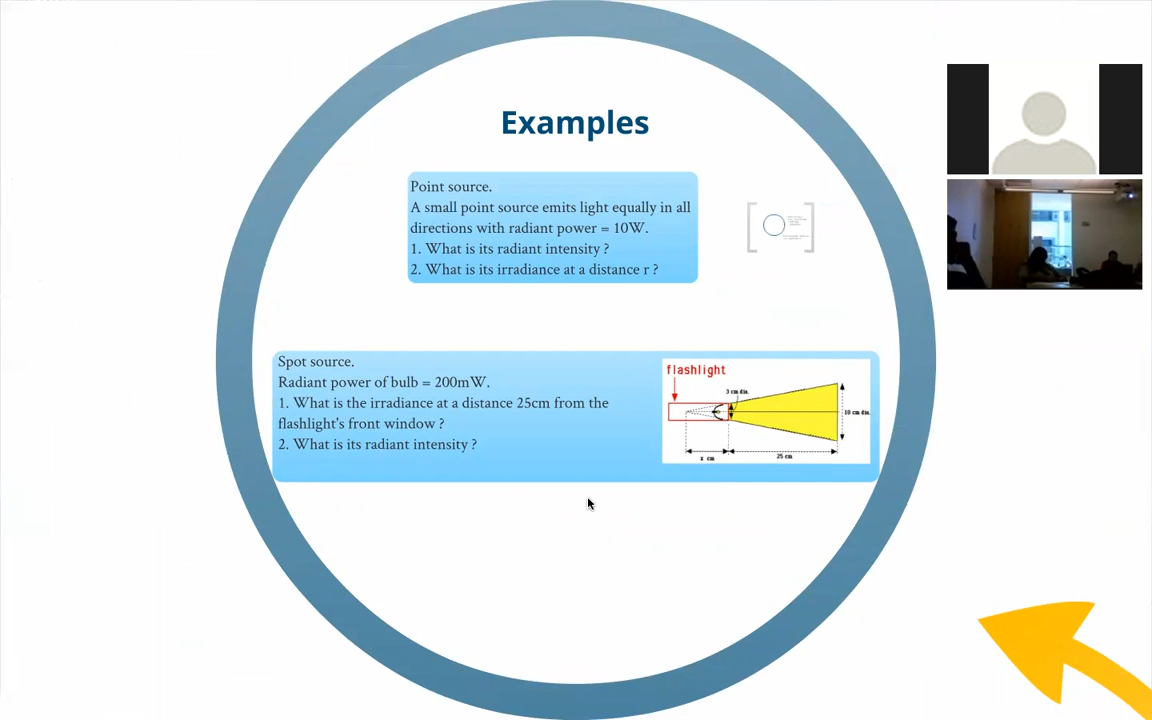 Examples
Point source.
A small point source emits light equally in all
directions with radiant power = 10W.
1. What is its radiant intensity ?
2. What is its irradiance at a distance r ?
Spot source.
Radiant power of bulb = 200mW.
1. What is the irradiance at a distance 25cm from the
flashlight's front window ?
2. What is its radiant intensity ?
flashlight
3 cm dia.
10 cm dia.
x cm
25 cm